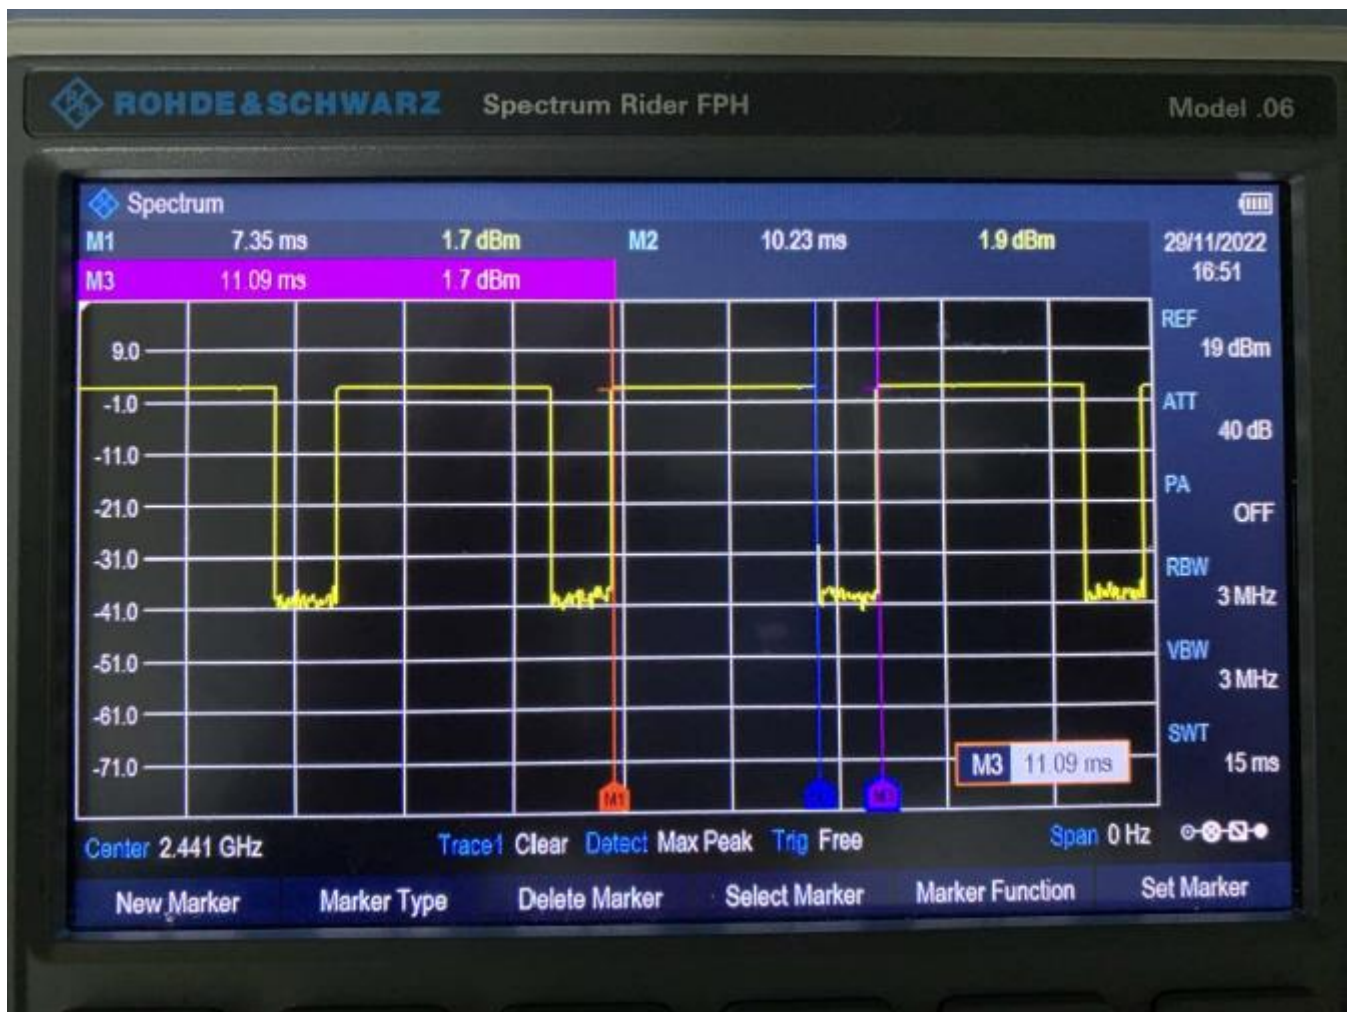 ROHDE&SCHWARZ Spectrum Rider FPH Model .06
Spectrum
M1 7.35 ms 1.7 dBm M2 10.23 ms 1.9 dBm
29/11/2022
16:51
M3 11.09 ms 1.7 dBm
REF
19 dBm
9.0
-1.0
-11.0
-21.0
-31.0
-41.0
-51.0
-61.0
-71.0
ATT
40 dB
PA
OFF
RBW
3 MHz
VBW
3 MHz
SWT
15 ms
M3 11.09 ms
M1
M3
Center 2.441 GHz Trace1 Clear Detect Max Peak Trig Free Span 0 Hz
New Marker Marker Type Delete Marker Select Marker Marker Function Set Marker